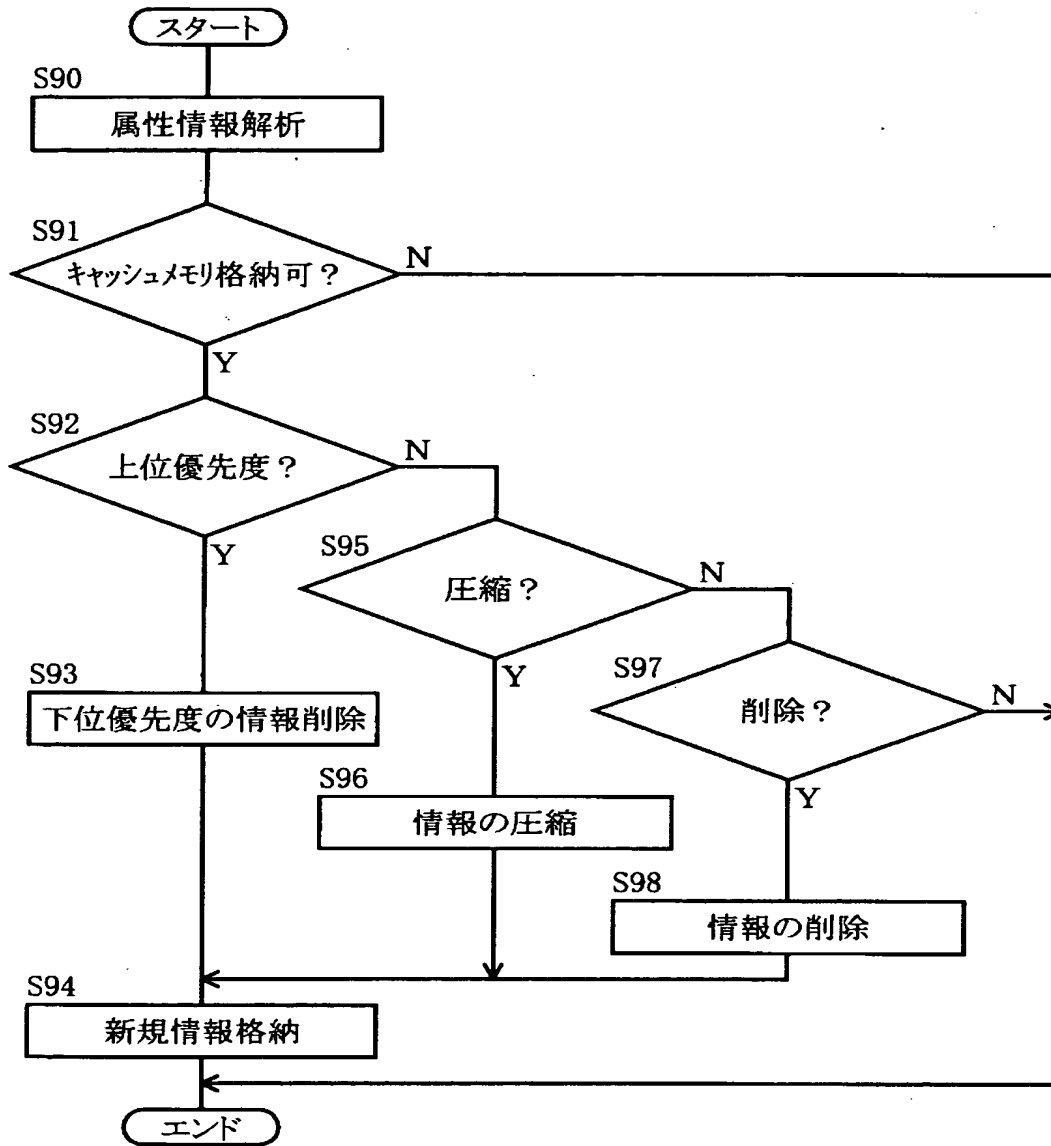 スタート
S90
属性情報解析
S91
キャッシュメモリ格納可?
N
Y
S92
上位優先度?
N
Y
S95
圧縮?
N
Y
S97
削除?
N
Y
S93
下位優先度の情報削除
S96
情報の圧縮
S98
情報の削除
S94
新規情報格納
エンド